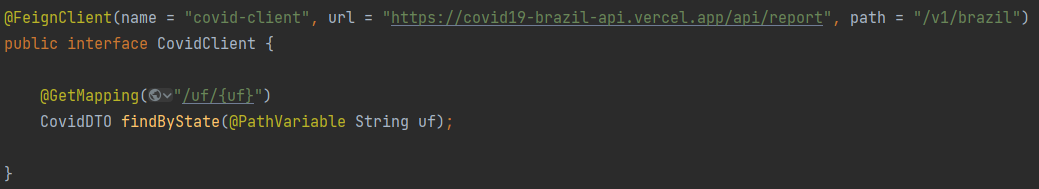 @FeignClient(name = "covid-client", url = "https://covid19-brazil-api.vercel.app/api/report", path = "/v1/brazil")
public interface CovidClient {
@GetMapping("/uf/{uf}")
CovidDTO findByState(@PathVariable String uf);
}